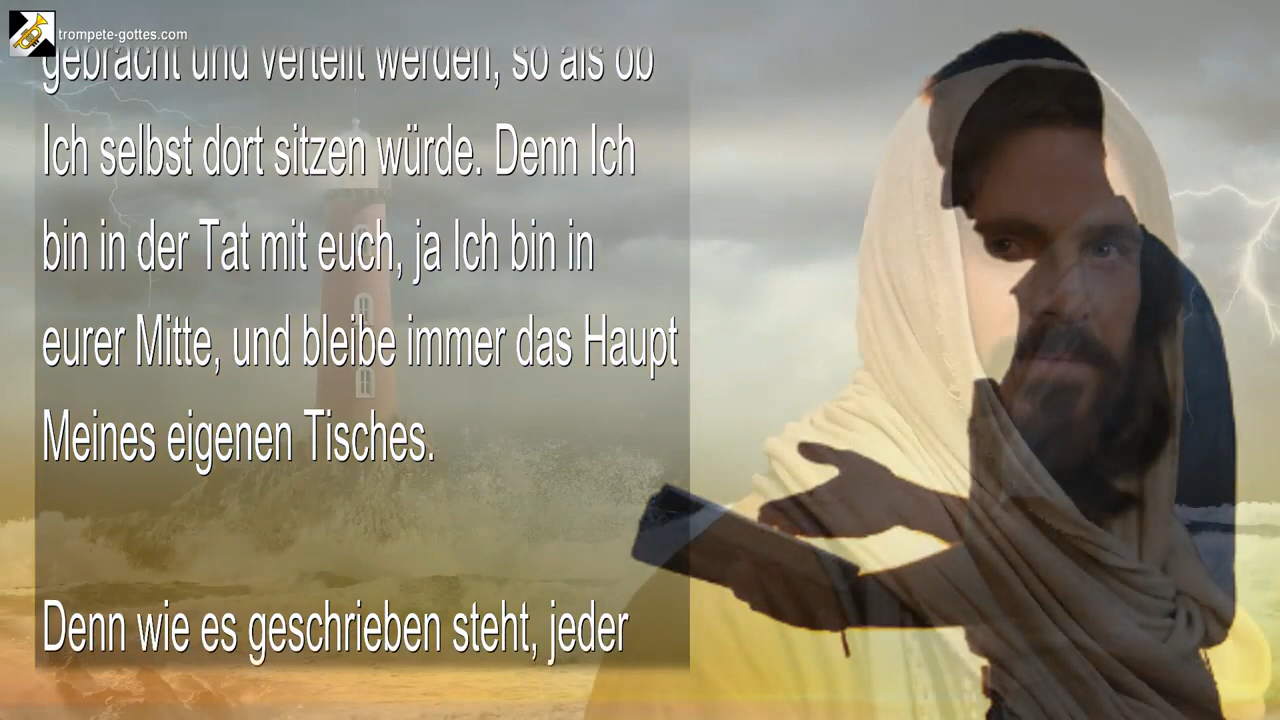 trompete-gottes.com
gebracht und verteilt werden, so als ob
Ich selbst dort sitzen würde. Denn Ich
bin in der Tat mit euch, ja Ich bin in
eurer Mitte, und bleibe immer das Haupt
Meines eigenen Tisches.
Denn wie es geschrieben steht, jeder